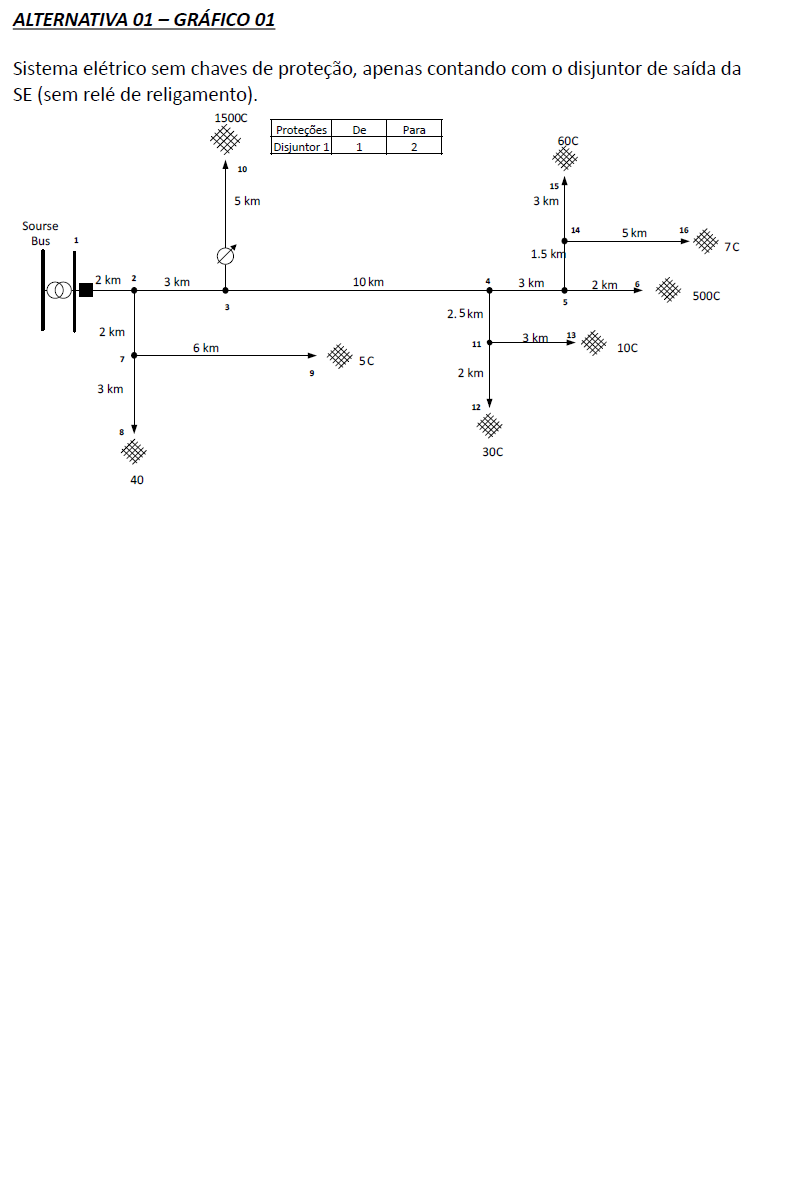 ALTERNATIVA 01 – GRÁFICO 01
Sistema elétrico sem chaves de proteção, apenas contando com o disjuntor de saída da
SE (sem relé de religamento).
1500C
Proteções De Para
Disjuntor 1 1 2
60C
10
15
5 km
3 km
Sourse
Bus
1
14
5 km
16
7C
1.5 km
2 km
2
3 km
10 km
4
3 km
2 km
6
500C
3
5
2 km
2.5 km
7
6 km
9
5C
11
3 km
13
10C
3 km
2 km
8
12
40
30C